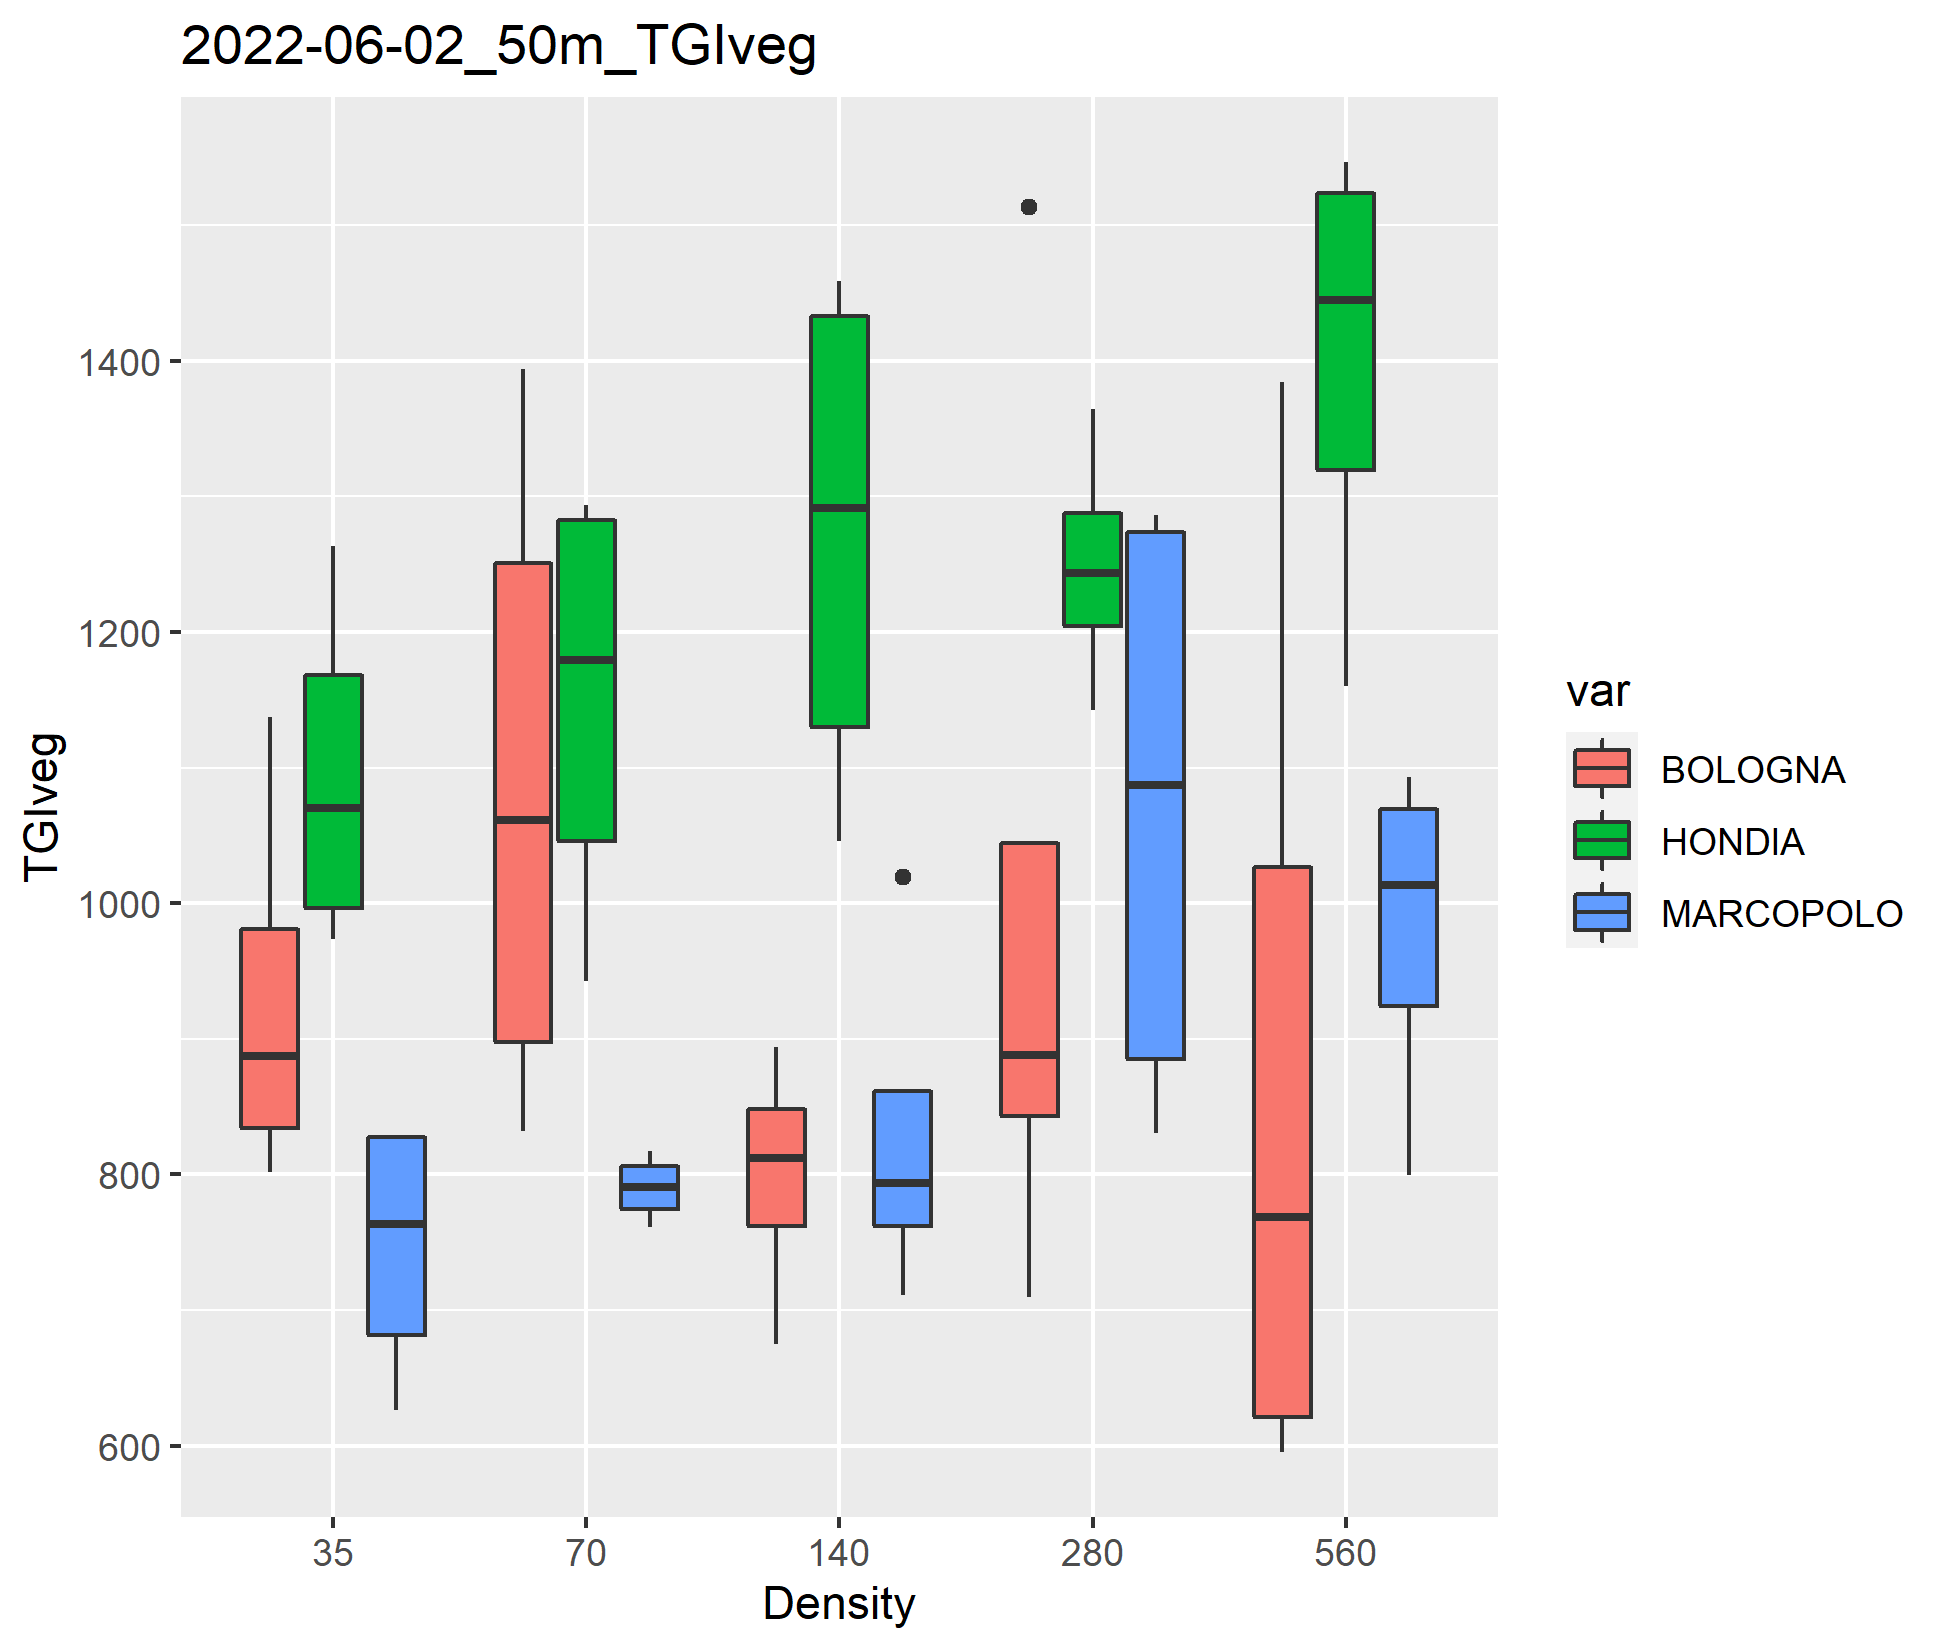 2022-06-02_50m_TGIveg
TGIveg
1400
1200
1000
800
600
35 70 140 280 560
Density
var
BOLOGNA
HONDIA
MARCOPOLO